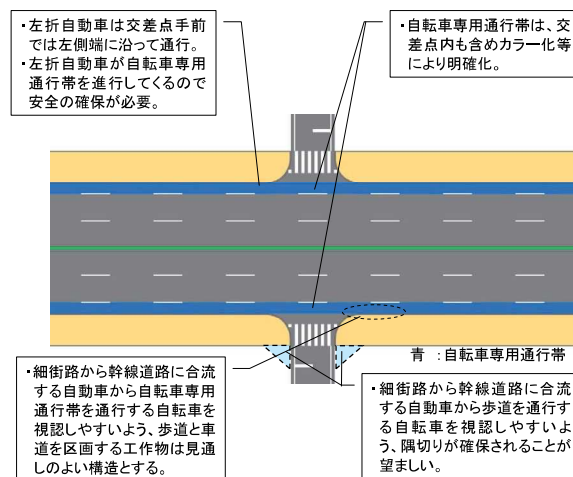 ・左折自動車は交差点手前
では左側端に沿って通行。
・左折自動車が自転車専用
通行帯を進行してくるので
安全の確保が必要。
・自転車専用通行帯は、交
差点内も含めカラー化等
により明確化。
青 :自転車専用通行帯
・細街路から幹線道路に合流
する自動車から自転車専用
通行帯を通行する自転車を
視認しやすいよう、歩道と車
道を区画する工作物は見通
しのよい構造とする。
・細街路から幹線道路に合流
する自動車から歩道を通行す
る自転車を視認しやすいよ
う、隅切りが確保されることが
望ましい。